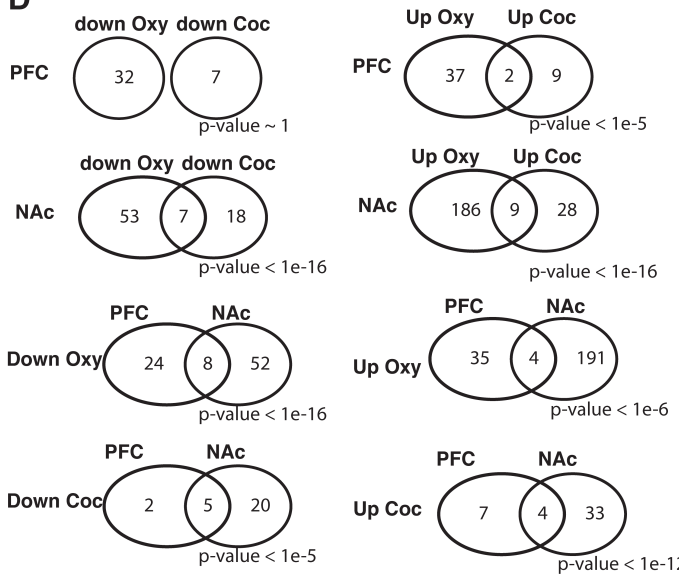 D
down Oxy down Coc
PFC
32
7
p-value ~ 1
Up Oxy Up Coc
PFC
37
2
9
p-value < 1e-5
down Oxy down Coc
NAc
53
7
18
p-value < 1e-16
Up Oxy Up Coc
NAc
186
9
28
p-value < 1e-16
PFC NAc
Down Oxy
24
8
52
p-value < 1e-16
PFC NAc
Up Oxy
35
4
191
p-value < 1e-6
PFC NAc
Down Coc
2
5
20
p-value < 1e-5
PFC NAc
Up Coc
7
4
33
p-value < 1e-12